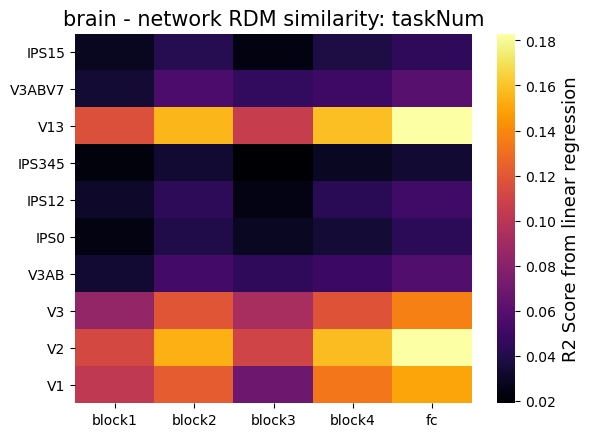 brain - network RDM similarity: taskNum
IPS15
V3ABV7
V13
IPS345
IPS12
IPS0
V3AB
V3
V2
V1
block1 block2 block3 block4 fc
0.18
0.16
0.14
0.12
0.10
0.08
0.06
0.04
0.02
R2 Score from linear regression